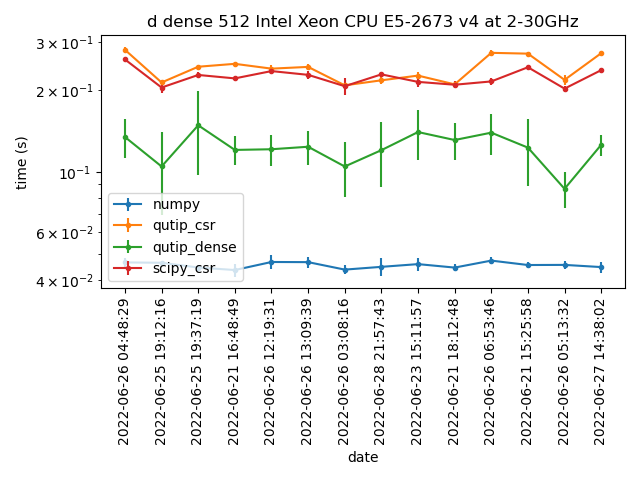 d dense 512 Intel Xeon CPU E5-2673 v4 at 2-30GHz
time (s)
3 × 10⁻¹
2 × 10⁻¹
10⁻¹
6 × 10⁻²
4 × 10⁻²
numpy
qutip_csr
qutip_dense
scipy_csr
2022-06-26 04:48:29
2022-06-25 19:12:16
2022-06-25 19:37:19
2022-06-21 16:48:49
2022-06-26 12:19:31
2022-06-26 13:09:39
2022-06-26 03:08:16
2022-06-28 21:57:43
2022-06-23 15:11:57
2022-06-21 18:12:48
2022-06-26 06:53:46
2022-06-21 15:25:58
2022-06-26 05:13:32
2022-06-27 14:38:02
date